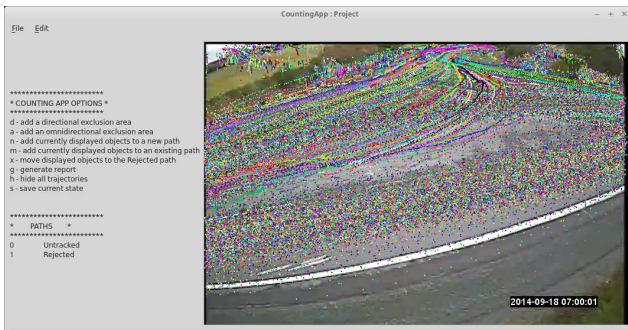 CountingApp : Project
File Edit
************************
* COUNTING APP OPTIONS *
************************
d - add a directional exclusion area
a - add an omnidirectional exclusion area
n - add currently displayed objects to a new path
m - add currently displayed objects to an existing path
x - move displayed objects to the Rejected path
g - generate report
h - hide all trajectories
s - save current state
************************
* PATHS *
************************
0 Untracked
1 Rejected
2014-09-18 07:00:01